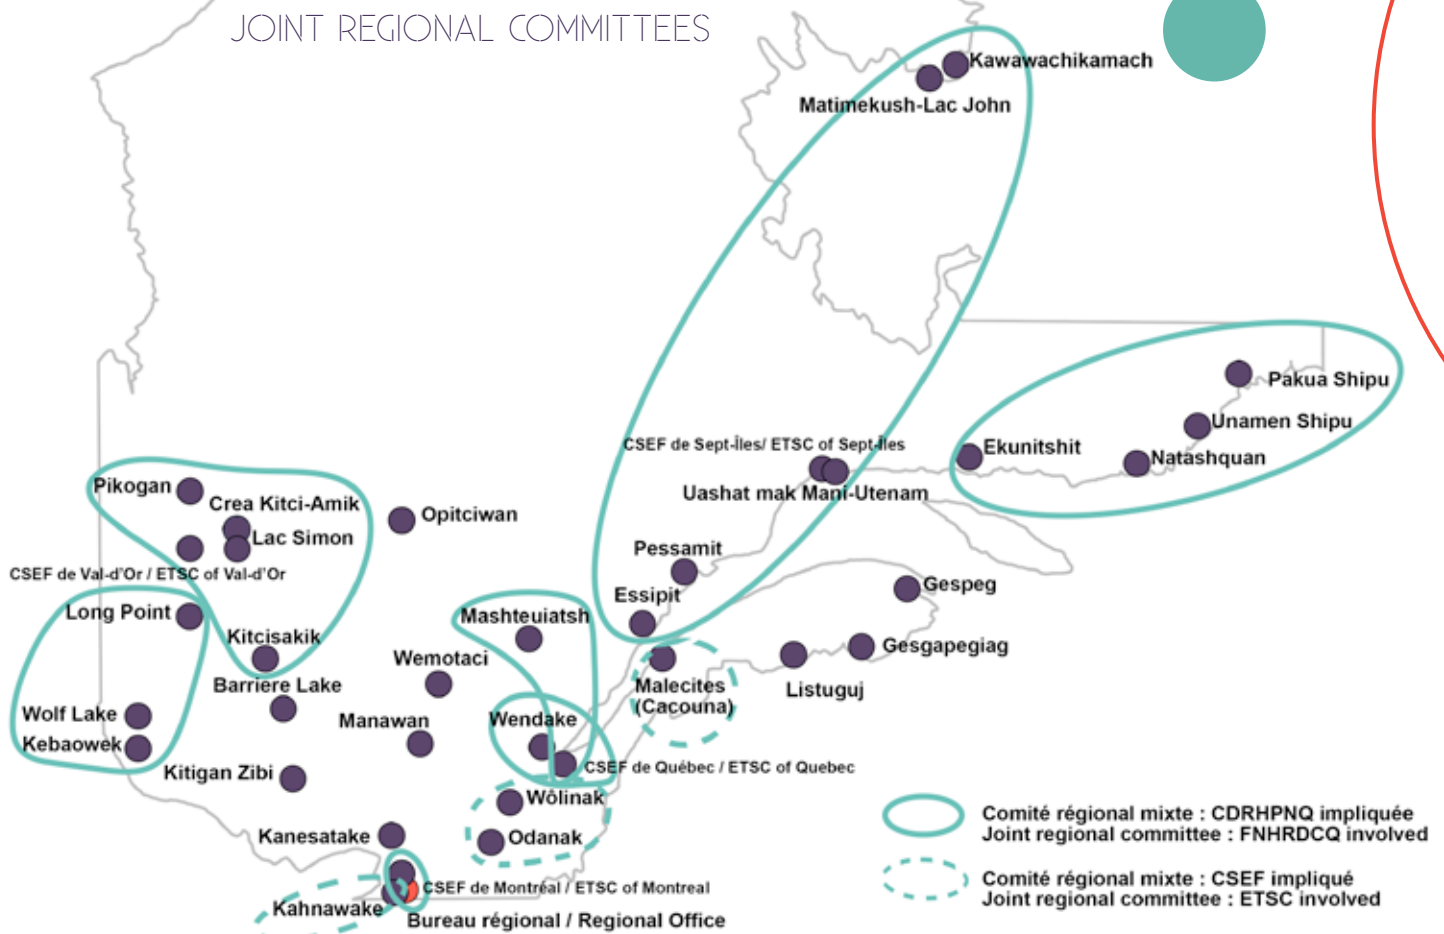 JOINT REGIONAL COMMITTEES
Kawawachikamach
Matimekush-Lac John
Pakua Shipu
Unamen Shipu
CSEF de Sept-Îles/ ETSC of Sept-Îles
Ekunitshit
Natashquan
Uashat mak Mani-Utenam
Pikogan
Crea Kitci-Amik
Opitciwan
Lac Simon
Pessamit
CSEF de Val-d'Or / ETSC of Val-d'Or
Gespeg
Essipit
Long Point
Mashteuiatsh
Kitcisakik
Gesgapegiag
Wemotaci
Barriere Lake
Malecites
(Cacouna)
Listuguj
Wolf Lake
Manawan
Wendake
Kebaowek
Kitigan Zibi
CSEF de Québec / ETSC of Quebec
Wôlinak
Kanesatake
Odanak
CSEF de Montréal / ETSC of Montreal
Kahnawake
Bureau régional / Regional Office
Comité régional mixte : CDRHPNQ impliquée
Joint regional committee : FNHRDCQ involved
Comité régional mixte : CSEF impliqué
Joint regional committee : ETSC involved